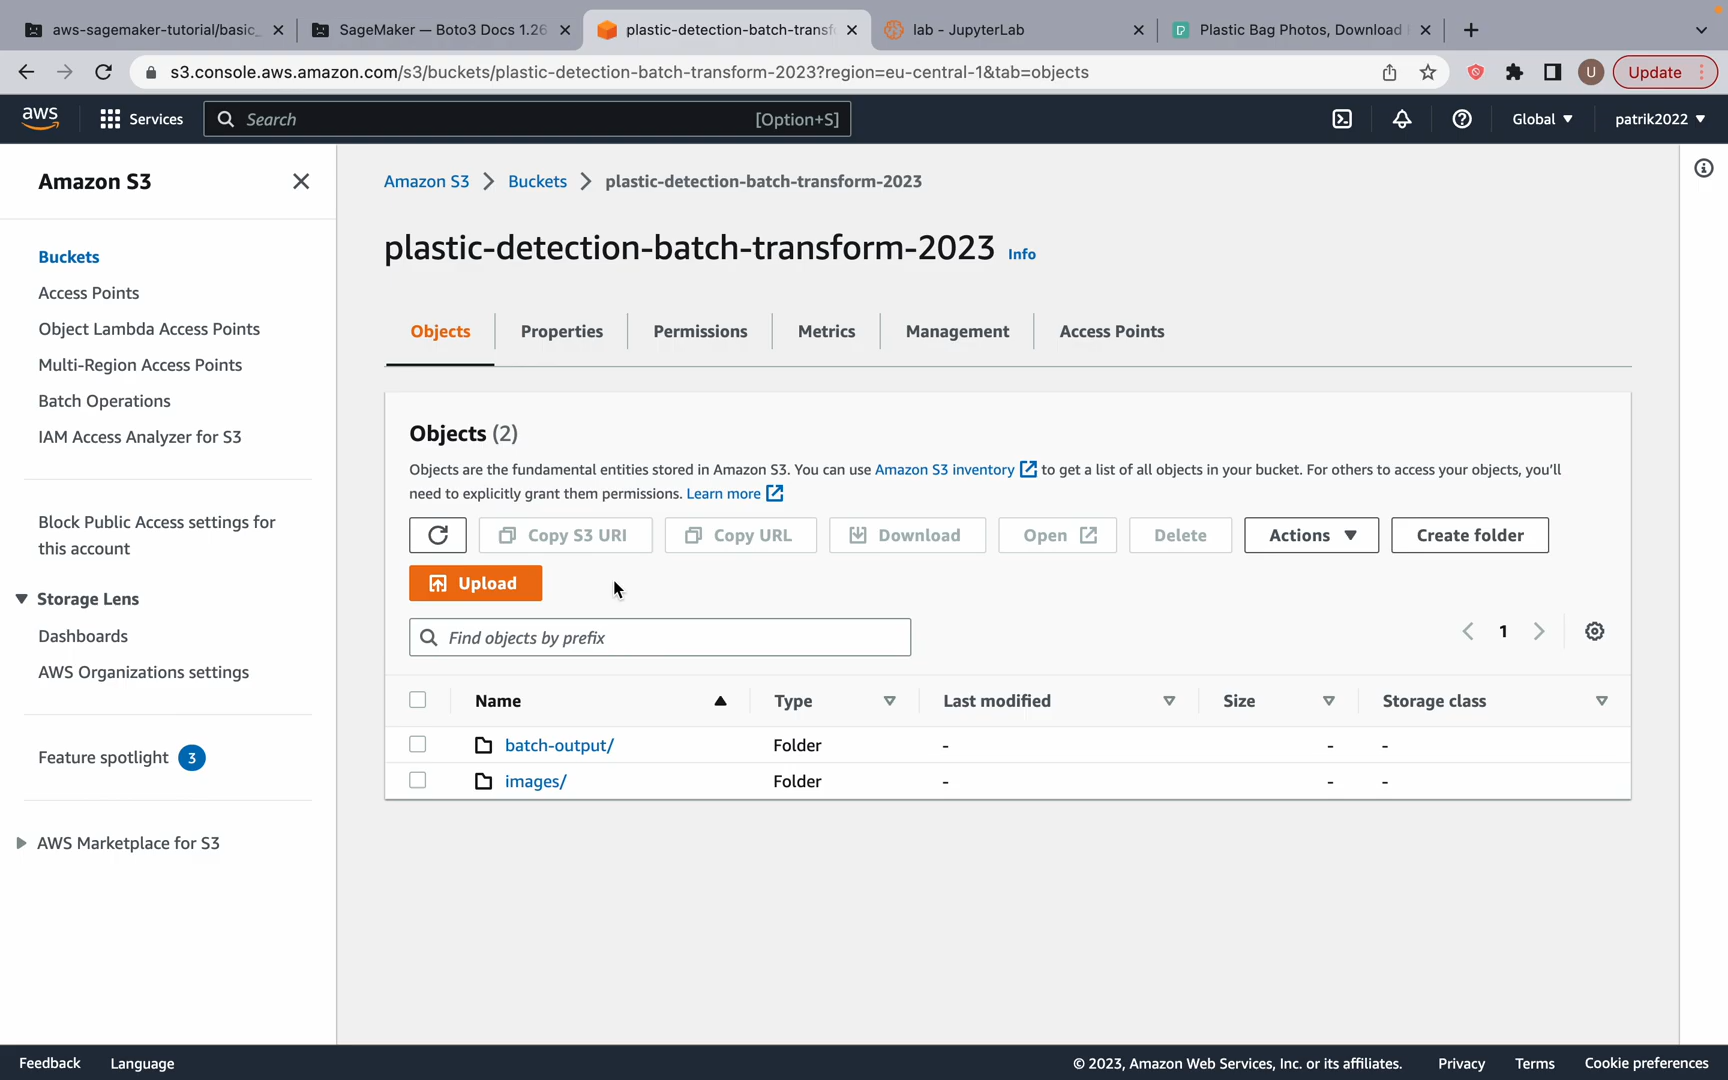 aws-sagemaker-tutorial/basic_
SageMaker — Boto3 Docs 1.26
plastic-detection-batch-transf
lab - JupyterLab
Plastic Bag Photos, Download
s3.console.aws.amazon.com/s3/buckets/plastic-detection-batch-transform-2023?region=eu-central-1&tab=objects
U
Update
aws
Services
Search
[Option+S]
Global
patrik2022
Amazon S3
Buckets
Access Points
Object Lambda Access Points
Multi-Region Access Points
Batch Operations
IAM Access Analyzer for S3
Block Public Access settings for
this account
Storage Lens
Dashboards
AWS Organizations settings
Feature spotlight 3
AWS Marketplace for S3
Amazon S3 > Buckets > plastic-detection-batch-transform-2023
plastic-detection-batch-transform-2023 Info
Objects
Properties
Permissions
Metrics
Management
Access Points
Objects (2)
Objects are the fundamental entities stored in Amazon S3. You can use Amazon S3 inventory to get a list of all objects in your bucket. For others to access your objects, you'll
need to explicitly grant them permissions. Learn more
Copy S3 URI
Copy URL
Download
Open
Delete
Actions
Create folder
Upload
Find objects by prefix
1
Name Type Last modified Size Storage class
batch-output/ Folder - - -
images/ Folder - - -
Feedback
Language
© 2023, Amazon Web Services, Inc. or its affiliates.
Privacy
Terms
Cookie preferences